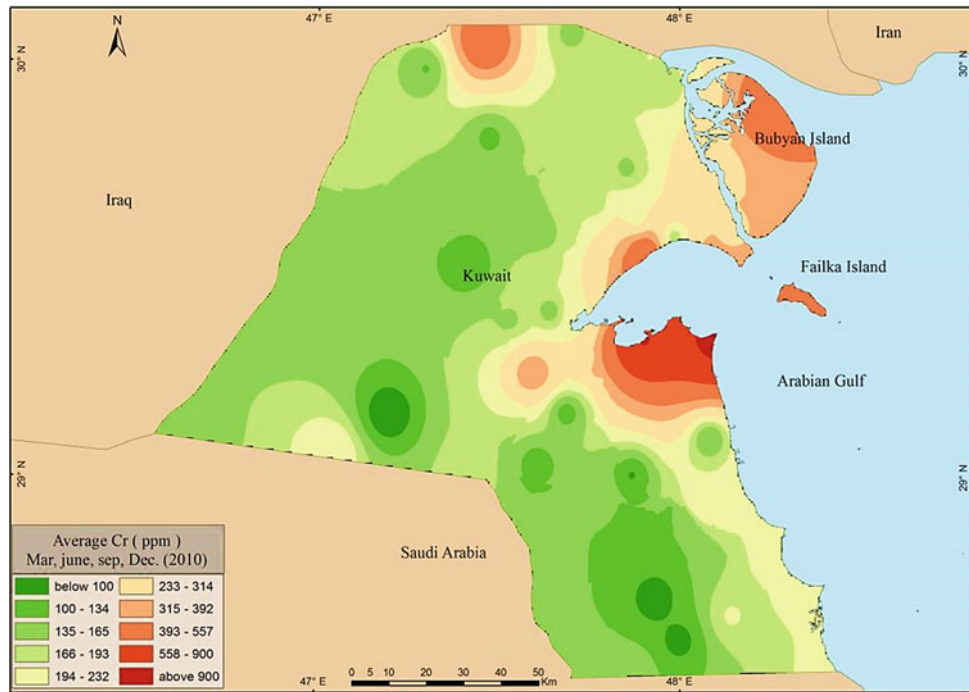 47° E
48° E
N
Iran
30° N
30° N
Bubyan Island
Iraq
Failka Island
Kuwait
Arabian Gulf
29° N
29° N
Saudi Arabia
Average Cr ( ppm )
Mar, june, sep, Dec. (2010)
below 100
233 - 314
100 - 134
315 - 392
135 - 165
393 - 557
166 - 193
558 - 900
194 - 232
above 900
0 5 10 20 30 40 50
Km
47° E
48° E